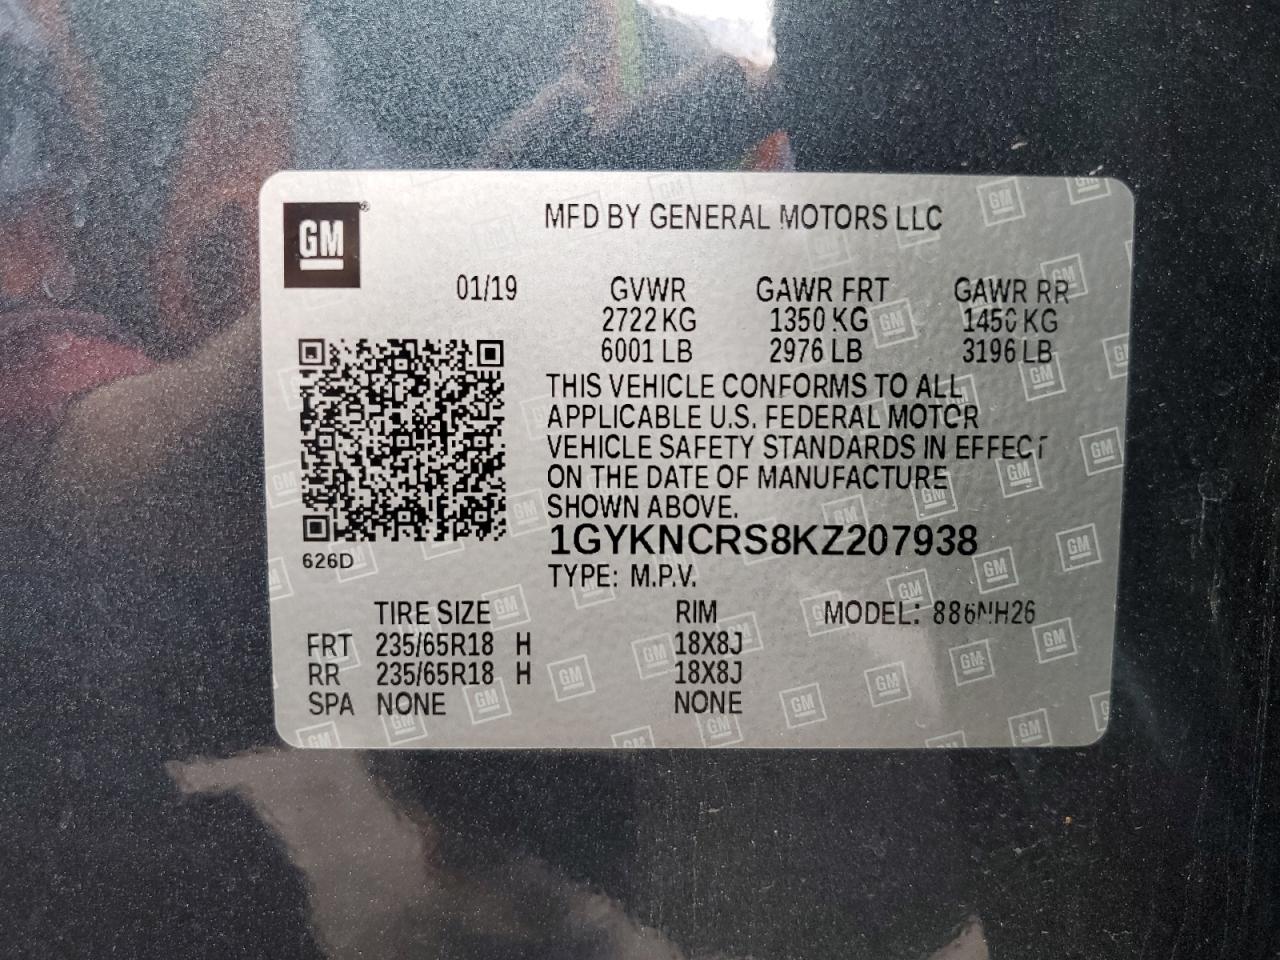 GM
MFD BY GENERAL MOTORS LLC
01/19 GVWR GAWR FRT GAWR RR
2722 KG 1350 KG 1450 KG
6001 LB 2976 LB 3196 LB
THIS VEHICLE CONFORMS TO ALL
APPLICABLE U.S. FEDERAL MOTOR
VEHICLE SAFETY STANDARDS IN EFFECT
ON THE DATE OF MANUFACTURE
SHOWN ABOVE.
1GYKNCRS8KZ207938
626D
TYPE: M.P.V.
TIRE SIZE RIM MODEL:
FRT 235/65R18 H 18X8J
RR 235/65R18 H 18X8J
SPA NONE NONE